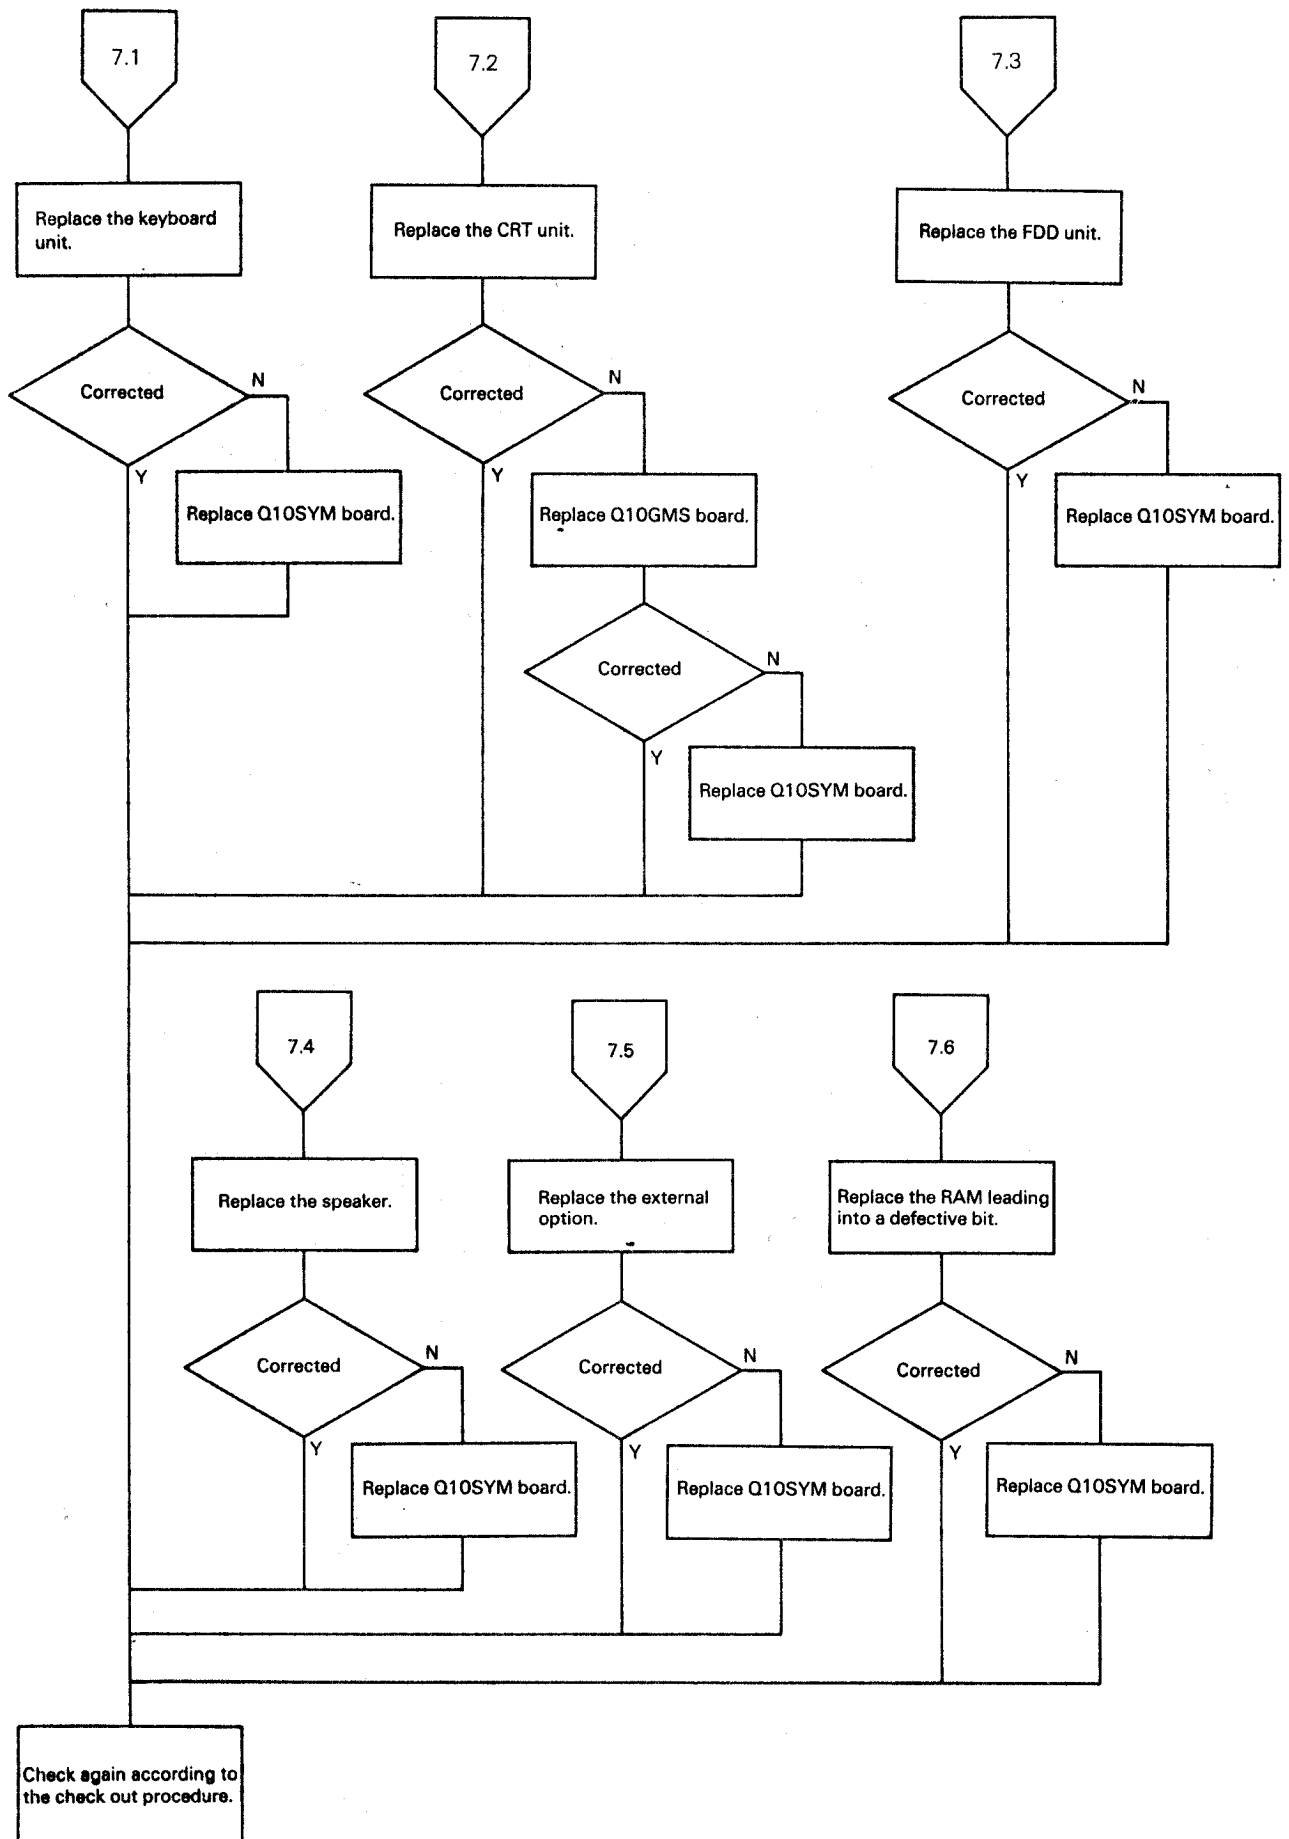 7.1
7.2
7.3
Replace the keyboard
unit.
Replace the CRT unit.
Replace the FDD unit.
Corrected
N
Y
Replace Q10SYM board.
Corrected
N
Y
Replace Q10GMS board.
Corrected
N
Y
Replace Q10SYM board.
Corrected
N
Y
Replace Q10SYM board.
7.4
7.5
7.6
Replace the speaker.
Replace the external
option.
Replace the RAM leading
into a defective bit.
Corrected
N
Y
Replace Q10SYM board.
Corrected
N
Y
Replace Q10SYM board.
Corrected
N
Y
Replace Q10SYM board.
Check again according to
the check out procedure.